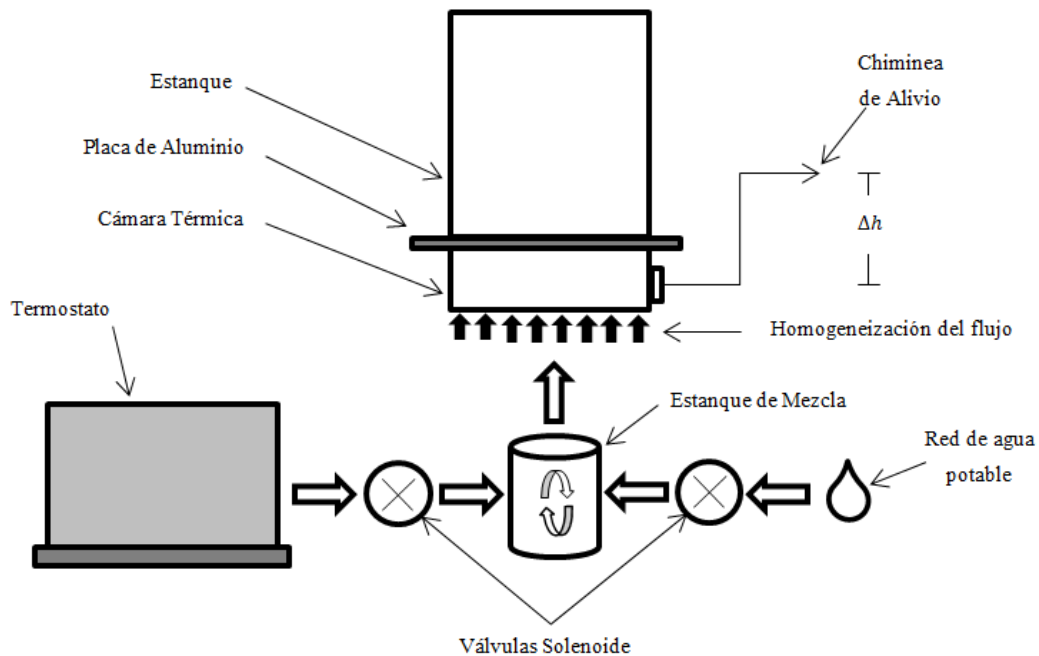 Chiminea
de Alivio
Estanque
Placa de Aluminio
Cámara Térmica
Δh
Termostato
Homogeneización del flujo
Estanque de Mezcla
Red de agua
potable
Válvulas Solenoide